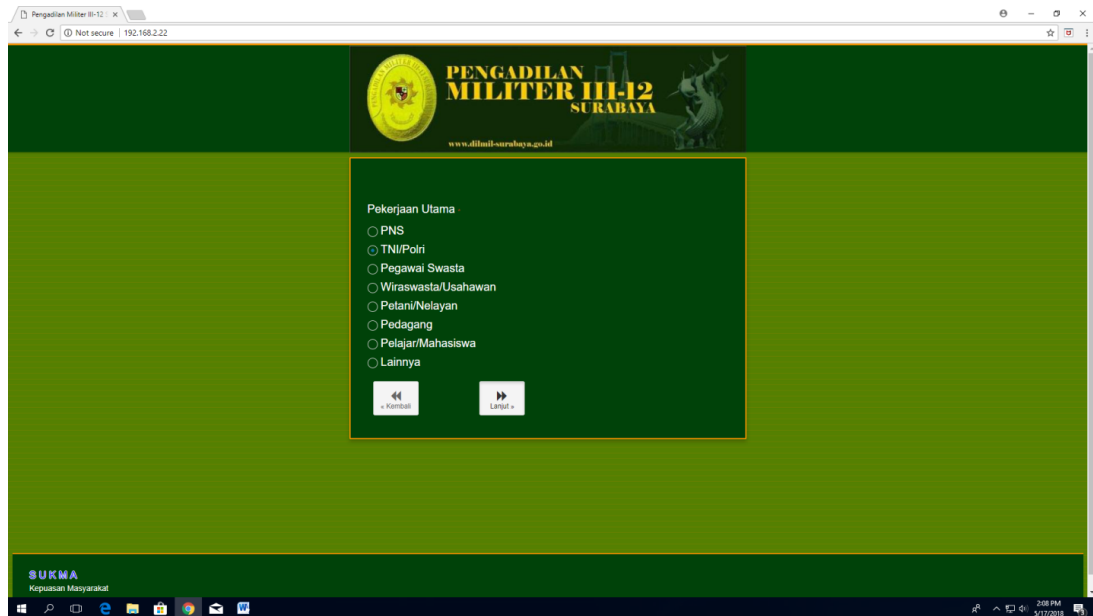 Pengadilan Militer III-12
Not secure | 192.168.2.22
PENGADILAN
MILITER III-12
SURABAYA
www.dilmil-surabaya.go.id
Pekerjaan Utama
PNS
TNI/Polri
Pegawai Swasta
Wiraswasta/Usahawan
Petani/Nelayan
Pedagang
Pelajar/Mahasiswa
Lainnya
« Kembali
Lanjut »
SUKMA
Kepuasan Masyarakat
2:08 PM
5/17/2018